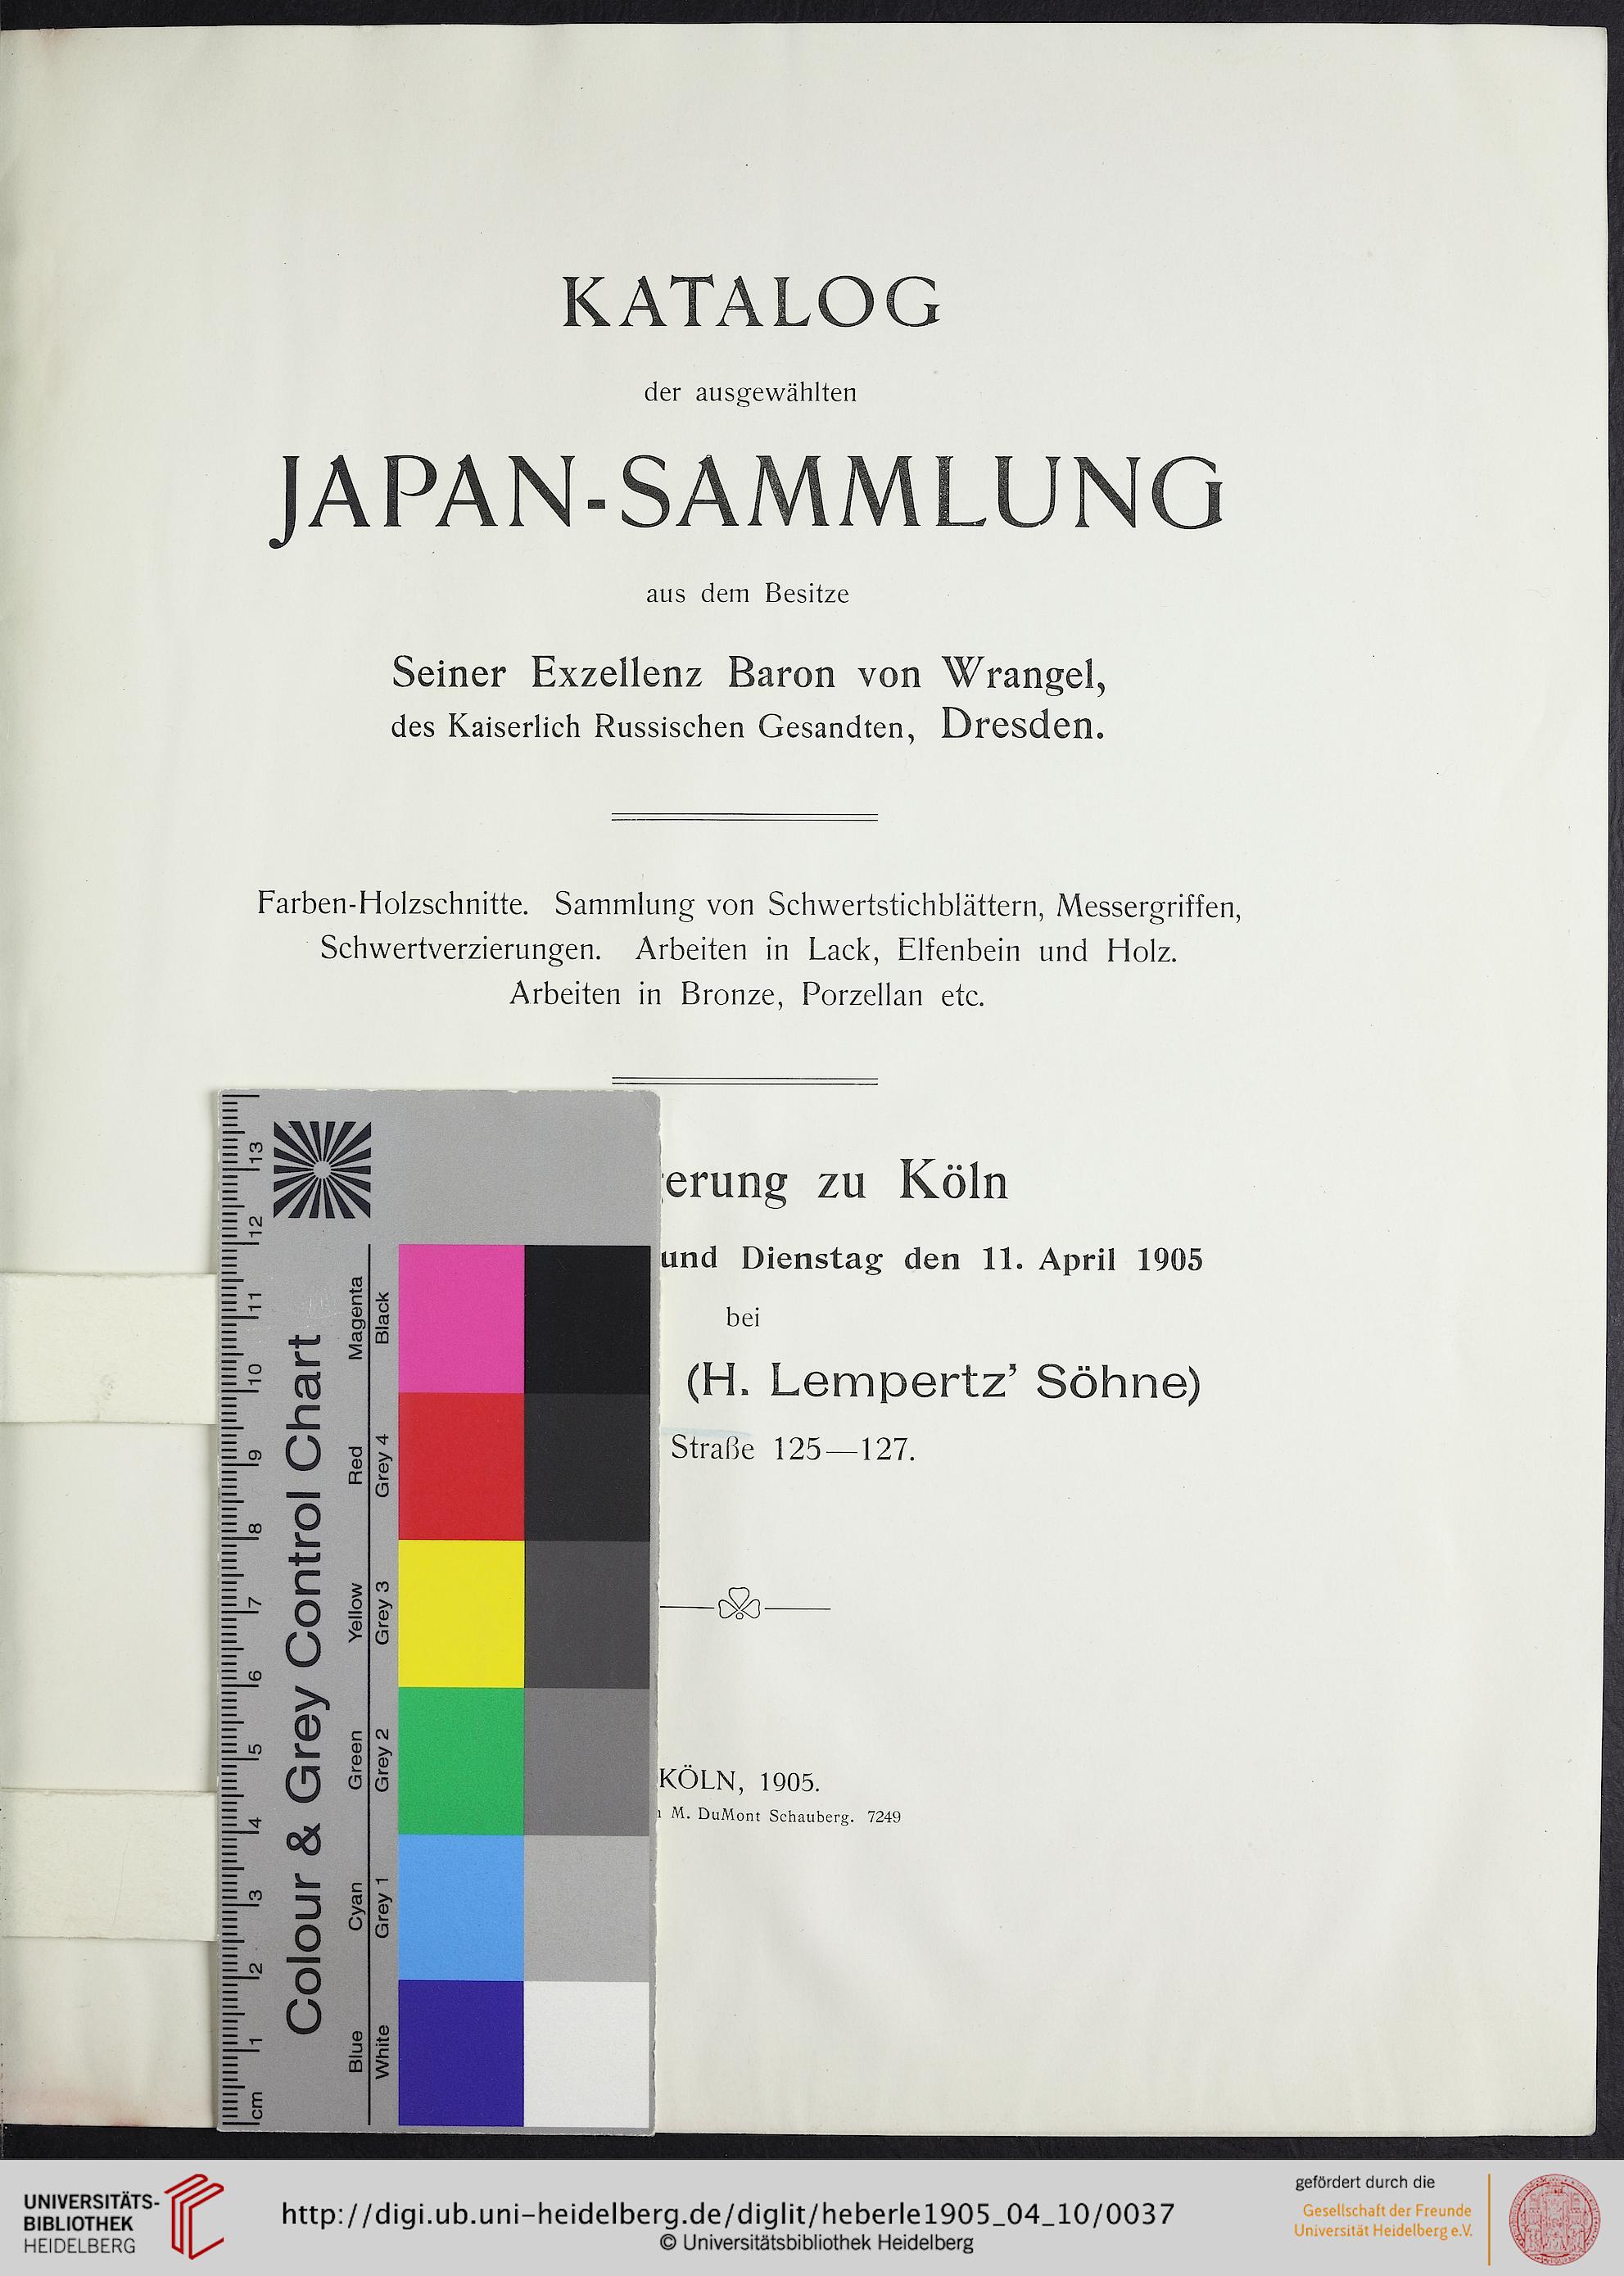 KATALOG
der ausgewählten
JAPAN-SAMMLUNG
aus dem Besitze
Seiner Exzellenz Baron von Wrangel,
des Kaiserlich Russischen Gesandten, Dresden.
Farben-Holzschnitte. Sammlung von Schwertstichblättern, Messergriffen,
Schwertverzierungen. Arbeiten in Lack, Elfenbein und Holz.
Arbeiten in Bronze, Porzellan etc.
erung zu Köln
und Dienstag den 11. April 1905
bei
(H. Lempertz’ Söhne)
Straße 125—127.
KÖLN, 1905.
M. DuMont Schauberg. 7249
Colour & Grey Control Chart
Magenta
Black
Red
Grey 4
Yellow
Grey 3
Green
Grey 2
Cyan
Grey 1
Blue
White
13
12
11
10
9
8
7
6
5
4
3
2
1
cm
UNIVERSITÄTS-
BIBLIOTHEK
HEIDELBERG
http://digi.ub.uni-heidelberg.de/diglit/heberle1905_04_10/0037
© Universitätsbibliothek Heidelberg
gefördert durch die
Gesellschaft der Freunde
Universität Heidelberg e.V.